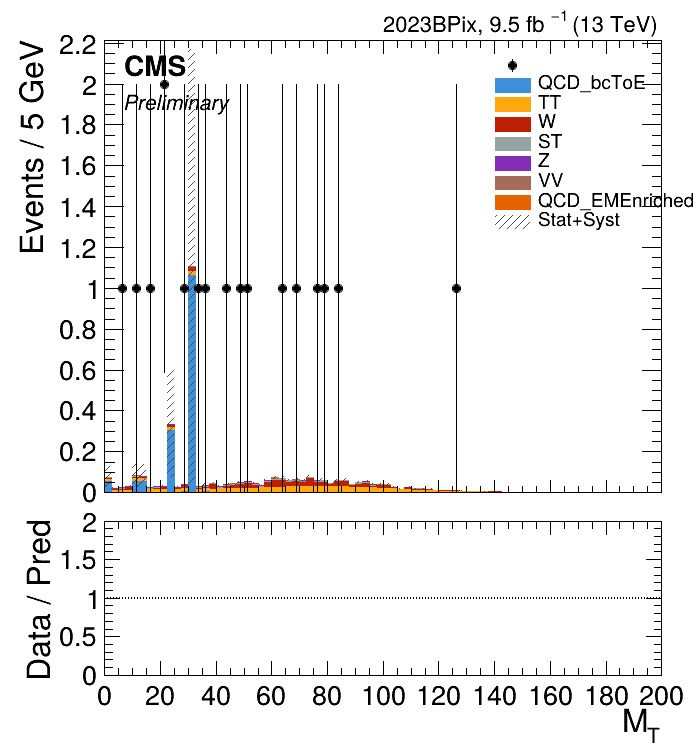 2023BPix, 9.5 fb⁻¹ (13 TeV)
CMS
Preliminary
QCD_bcToE
TT
W
ST
Z
VV
QCD_EMEnriched
Stat+Syst
Events / 5 GeV
2.2
2
1.8
1.6
1.4
1.2
1
0.8
0.6
0.4
0.2
0
Data / Pred
2
1.5
1
0.5
0
0 20 40 60 80 100 120 140 160 180 200
M_T